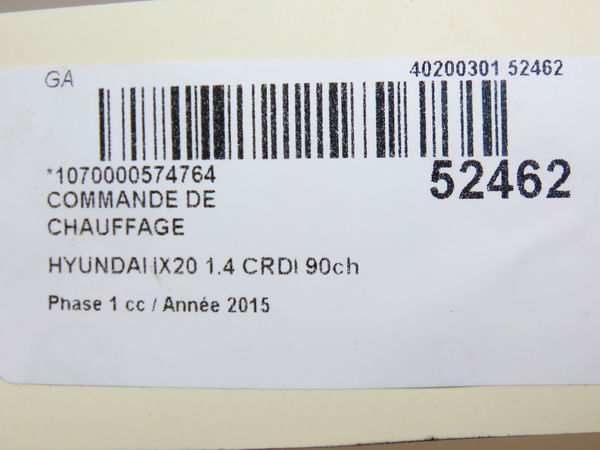 GA
40200301 52462
*1070000574764
52462
COMMANDE DE
CHAUFFAGE
HYUNDAI IX20 1.4 CRDI 90ch
Phase 1 cc / Année 2015